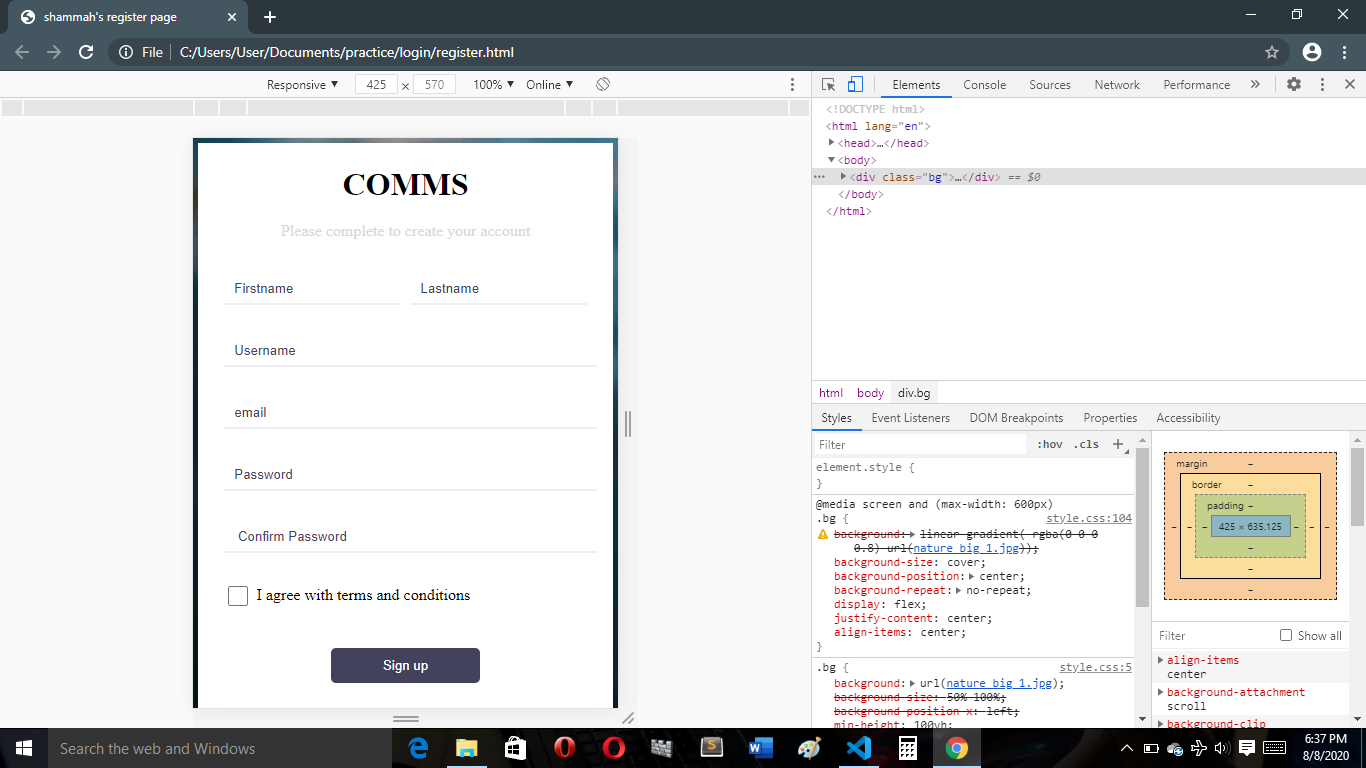 shammah's register page
File C:/Users/User/Documents/practice/login/register.html
Responsive 425 x 570 100% Online
Elements Console Sources Network Performance
<!DOCTYPE html>
<html lang="en">
<head>…</head>
<body>
<div class="bg">…</div> == $0
</body>
</html>
COMMS
Please complete to create your account
Firstname Lastname
Username
email
Password
Confirm Password
I agree with terms and conditions
Sign up
html body div.bg
Styles Event Listeners DOM Breakpoints Properties Accessibility
Filter :hov .cls +
element.style {
}
@media screen and (max-width: 600px)
.bg { style.css:104
background: linear-gradient( rgba(0 0 0
0.8) url(nature_big_1.jpg));
background-size: cover;
background-position: center;
background-repeat: no-repeat;
display: flex;
justify-content: center;
align-items: center;
}
.bg { style.css:5
background: url(nature_big_1.jpg);
background-size: 50% 100%;
background-position-x: left;
min-height: 100vh;
margin –
border –
padding –
– – – 425 × 635.125 – – –
–
–
–
Filter Show all
align-items
center
background-attachment
scroll
background-clip
Search the web and Windows
6:37 PM
8/8/2020